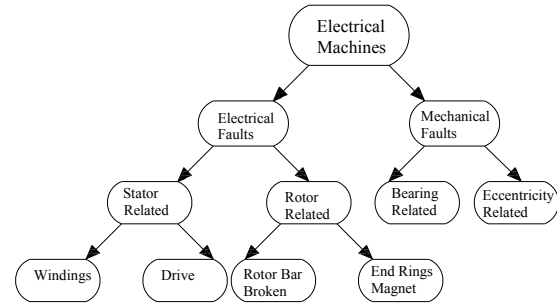 Electrical
Machines
Electrical
Faults
Mechanical
Faults
Stator
Related
Rotor
Related
Bearing
Related
Eccentricity
Related
Windings
Drive
Rotor Bar
Broken
End Rings
Magnet